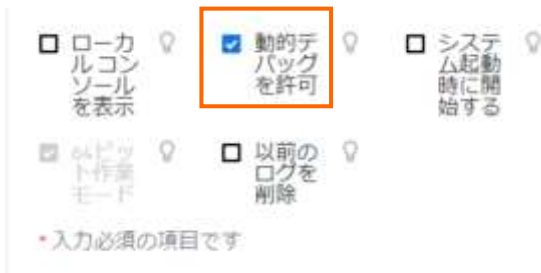 ローカ
ルコン
ソール
を表示
動的デ
バッグ
を許可
システ
ム起動
時に開
始する
64ビッ
ト作業
モード
以前の
ログを
削除
*入力必須の項目です